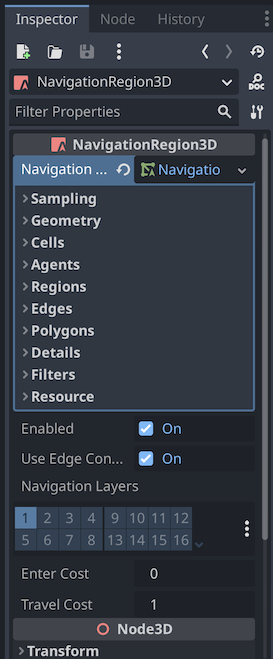 Inspector Node History
NavigationRegion3D
DOC
Filter Properties
NavigationRegion3D
Navigation ... Navigatio
Sampling
Geometry
Cells
Agents
Regions
Edges
Polygons
Details
Filters
Resource
Enabled On
Use Edge Con... On
Navigation Layers
1 2 3 4 9 10 11 12
5 6 7 8 13 14 15 16
Enter Cost 0
Travel Cost 1
Node3D
Transform